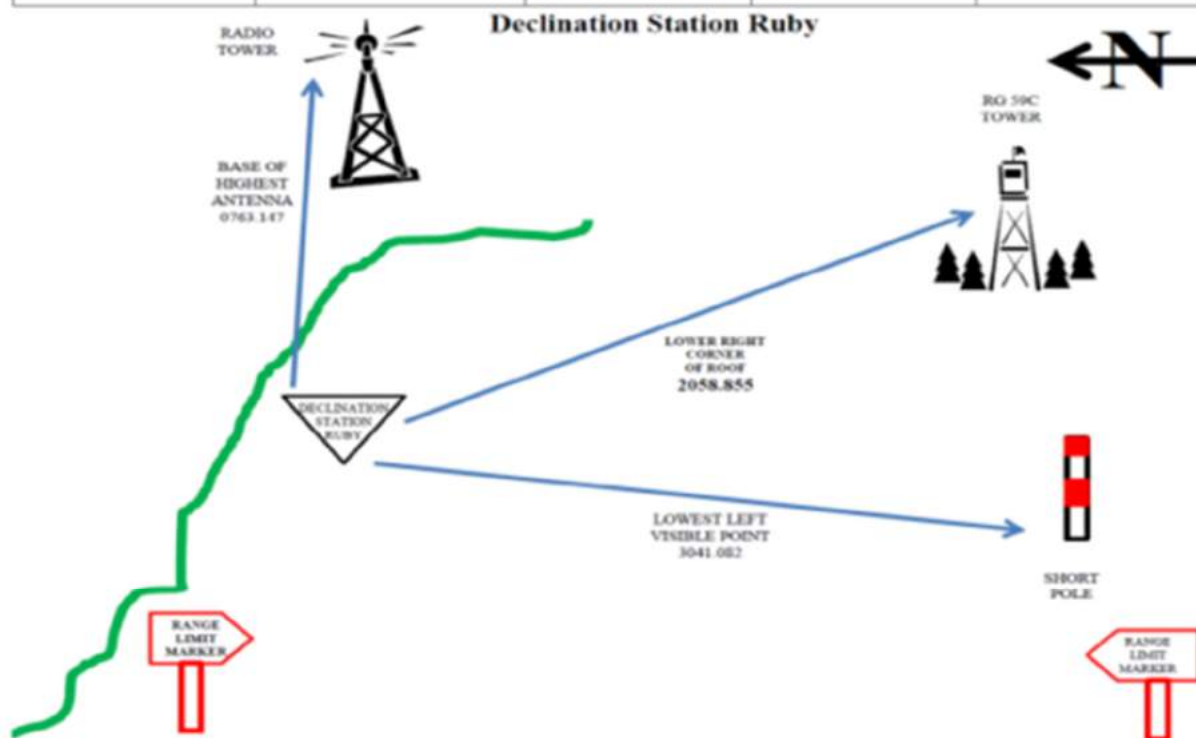 Declination Station Ruby
RADIO
TOWER
N
RG 59C
TOWER
BASE OF
HIGHEST
ANTENNA
0763.147
LOWER RIGHT
CORNER
OF ROOF
2058.855
DECLINATION
STATION
RUBY
LOWEST LEFT
VISIBLE POINT
3041.082
SHORT
POLE
RANGE
LIMIT
MARKER
RANGE
LIMIT
MARKER